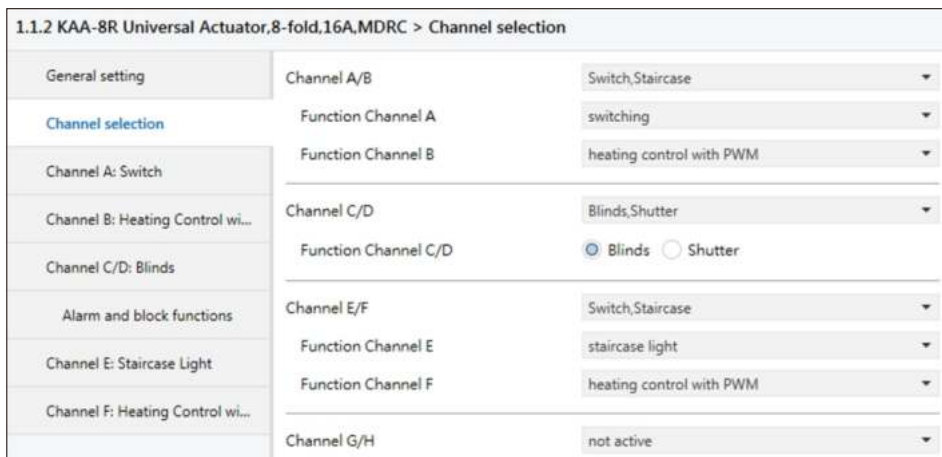 1.1.2 KAA-8R Universal Actuator,8-fold,16A,MDRC > Channel selection
General setting
Channel selection
Channel A: Switch
Channel B: Heating Control wi...
Channel C/D: Blinds
Alarm and block functions
Channel E: Staircase Light
Channel F: Heating Control wi...
Channel A/B Switch,Staircase
Function Channel A switching
Function Channel B heating control with PWM
Channel C/D Blinds,Shutter
Function Channel C/D Blinds Shutter
Channel E/F Switch,Staircase
Function Channel E staircase light
Function Channel F heating control with PWM
Channel G/H not active